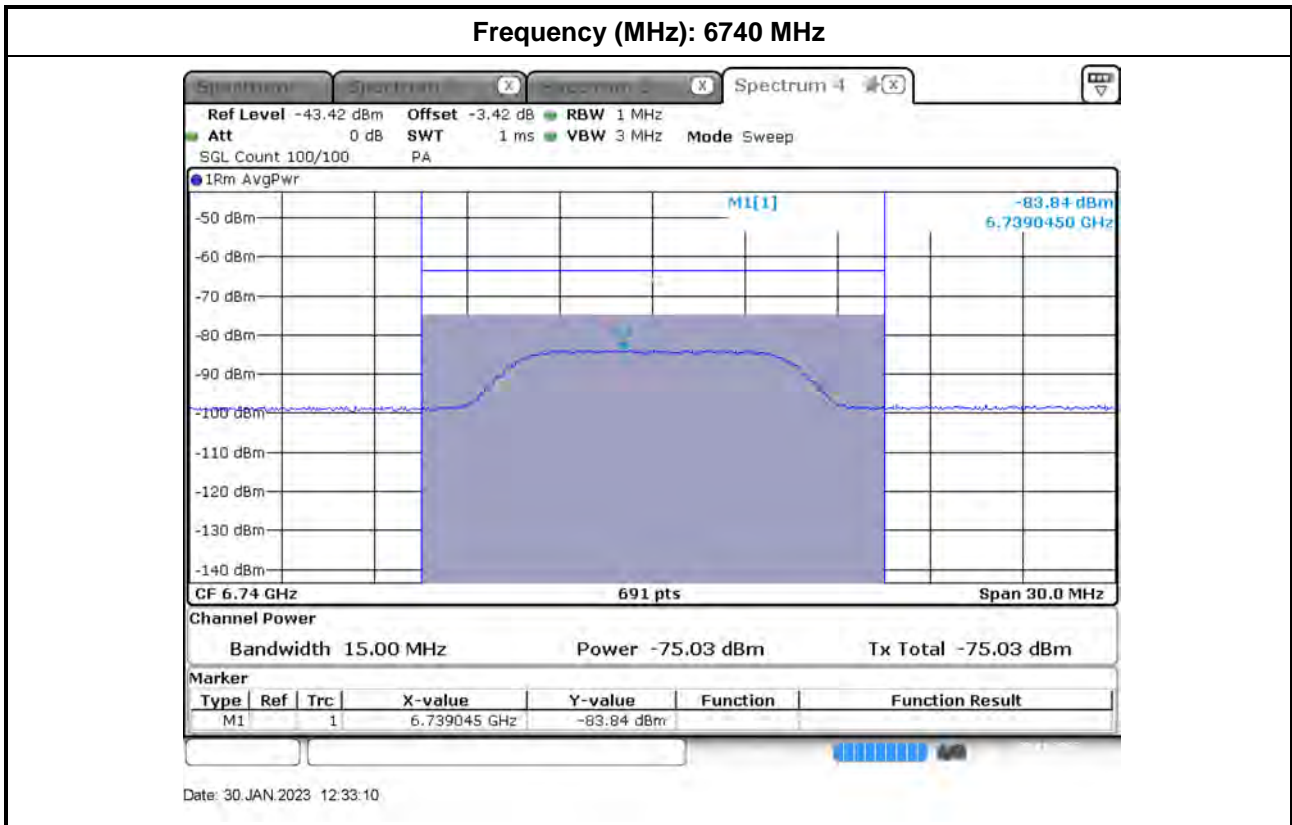 Frequency (MHz): 6740 MHz
Spectrum 4
Ref Level -43.42 dBm Offset -3.42 dB RBW 1 MHz
Att 0 dB SWT 1 ms VBW 3 MHz Mode Sweep
SGL Count 100/100 PA
1Rm AvgPwr
M1[1] -83.84 dBm
6.7390450 GHz
-50 dBm
-60 dBm
-70 dBm
-80 dBm
-90 dBm
-100 dBm
-110 dBm
-120 dBm
-130 dBm
-140 dBm
CF 6.74 GHz 691 pts Span 30.0 MHz
Channel Power
Bandwidth 15.00 MHz Power -75.03 dBm Tx Total -75.03 dBm
Marker
Type Ref Trc X-value Y-value Function Function Result
M1 1 6.739045 GHz -83.84 dBm
Date: 30.JAN.2023 12:33:10